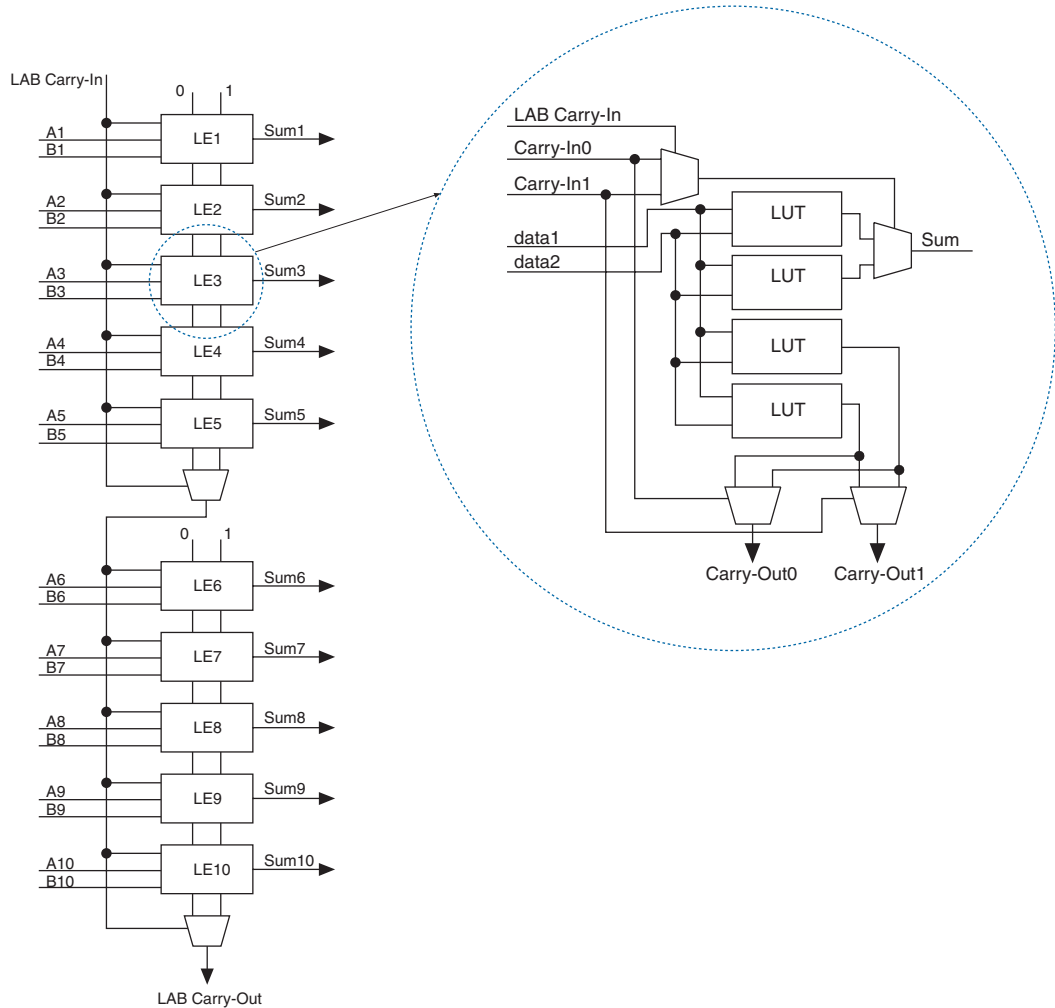 LAB Carry-In
0 1
A1
B1
LE1
Sum1
A2
B2
LE2
Sum2
A3
B3
LE3
Sum3
A4
B4
LE4
Sum4
A5
B5
LE5
Sum5
0 1
A6
B6
LE6
Sum6
A7
B7
LE7
Sum7
A8
B8
LE8
Sum8
A9
B9
LE9
Sum9
A10
B10
LE10
Sum10
LAB Carry-Out
LAB Carry-In
Carry-In0
Carry-In1
data1
data2
LUT
LUT
LUT
LUT
Sum
Carry-Out0
Carry-Out1